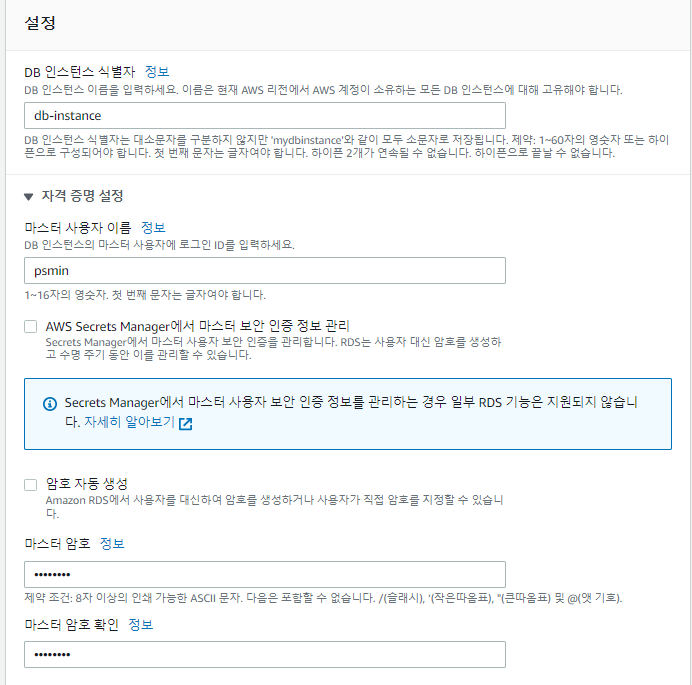 설정
DB 인스턴스 식별자 정보
DB 인스턴스 이름을 입력하세요. 이름은 현재 AWS 리전에서 AWS 계정이 소유하는 모든 DB 인스턴스에 대해 고유해야 합니다.
db-instance
DB 인스턴스 식별자는 대소문자를 구분하지 않지만 'mydbinstance'와 같이 모두 소문자로 저장됩니다. 제약: 1~60자의 영숫자 또는 하이
픈으로 구성되어야 합니다. 첫 번째 문자는 글자여야 합니다. 하이픈 2개가 연속될 수 없습니다. 하이픈으로 끝날 수 없습니다.
▼ 자격 증명 설정
마스터 사용자 이름 정보
DB 인스턴스의 마스터 사용자에 로그인 ID를 입력하세요.
psmin
1~16자의 영숫자. 첫 번째 문자는 글자여야 합니다.
AWS Secrets Manager에서 마스터 보안 인증 정보 관리
Secrets Manager에서 마스터 사용자 보안 인증을 관리합니다. RDS는 사용자 대신 암호를 생성하
고 수명 주기 동안 이를 관리할 수 있습니다.
Secrets Manager에서 마스터 사용자 보안 인증 정보를 관리하는 경우 일부 RDS 기능은 지원되지 않습니
다. 자세히 알아보기
암호 자동 생성
Amazon RDS에서 사용자를 대신하여 암호를 생성하거나 사용자가 직접 암호를 지정할 수 있습니
다.
마스터 암호 정보
••••••••
제약 조건: 8자 이상의 인쇄 가능한 ASCII 문자. 다음은 포함할 수 없습니다. /(슬래시), '(작은따옴표), "(큰따옴표) 및 @(앳 기호).
마스터 암호 확인 정보
••••••••